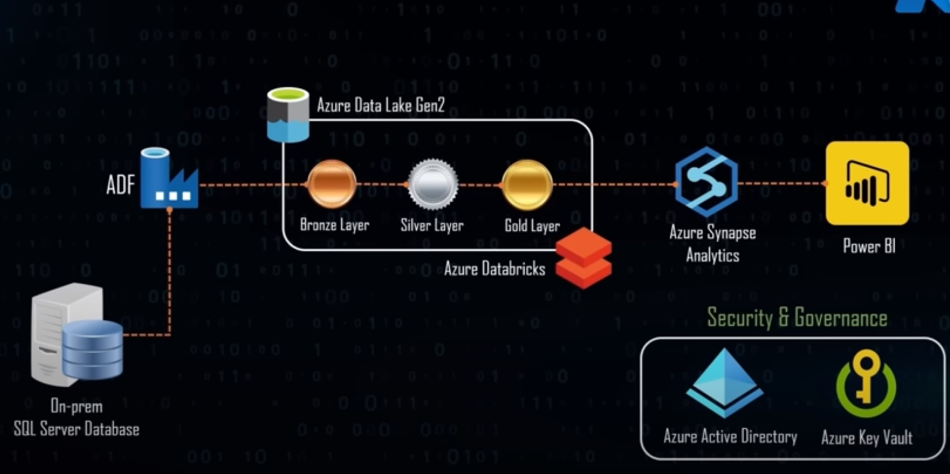 Azure Data Lake Gen2
ADF
Bronze Layer
Silver Layer
Gold Layer
Azure Databricks
Azure Synapse
Analytics
Power BI
On-prem
SQL Server Database
Security & Governance
Azure Active Directory
Azure Key Vault